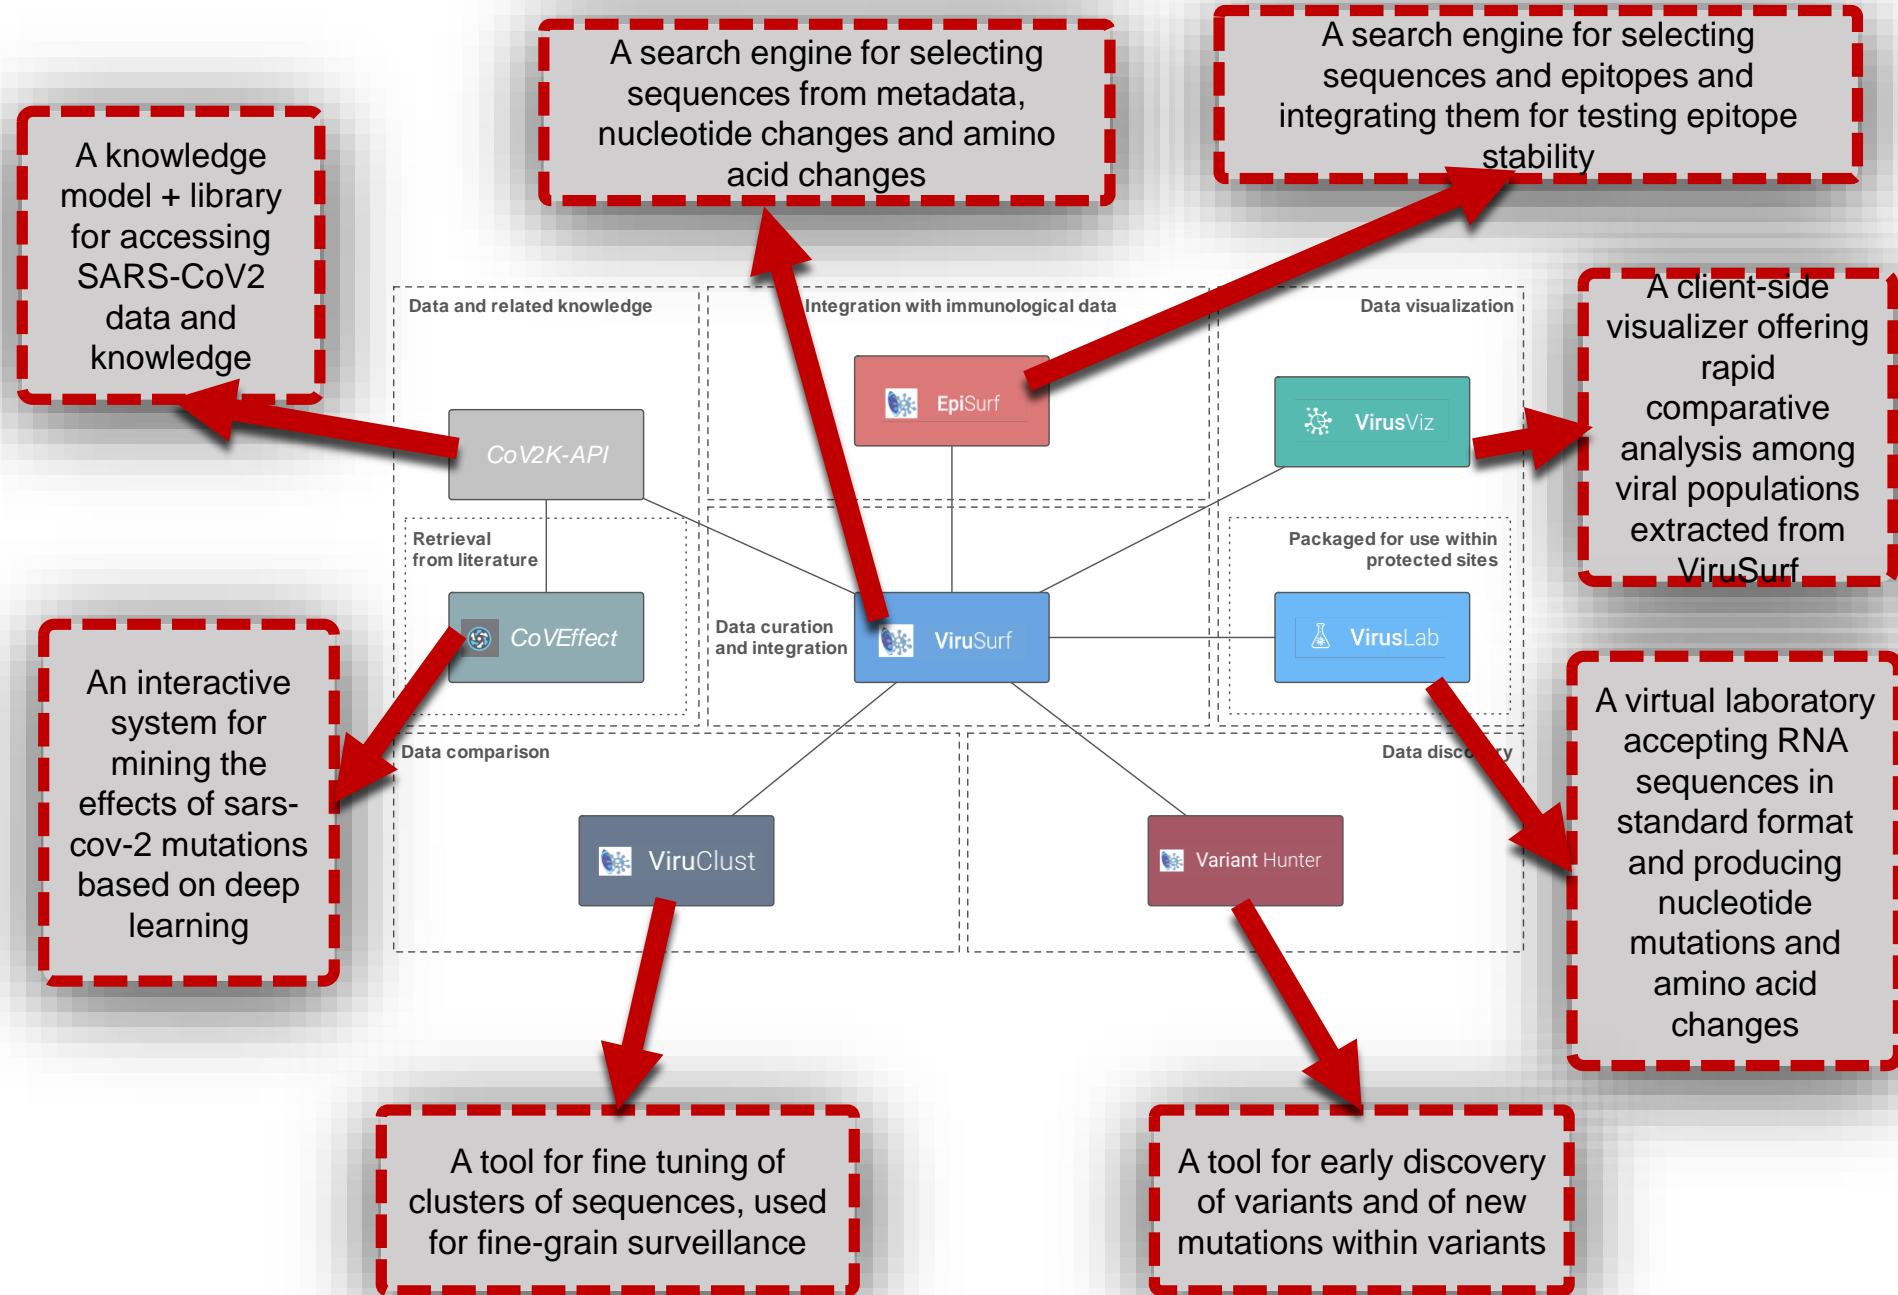 A search engine for selecting
sequences from metadata,
nucleotide changes and amino
acid changes
A search engine for selecting
sequences and epitopes and
integrating them for testing epitope
stability
A knowledge
model + library
for accessing
SARS-CoV2
data and
knowledge
A client-side
visualizer offering
rapid
comparative
analysis among
viral populations
extracted from
ViruSurf
Data and related knowledge
Integration with immunological data
Data visualization
EpiSurf
VirusViz
CoV2K-API
Retrieval
from literature
Packaged for use within
protected sites
CoVEffect
Data curation
and integration
ViruSurf
VirusLab
An interactive
system for
mining the
effects of sars-
cov-2 mutations
based on deep
learning
A virtual laboratory
accepting RNA
sequences in
standard format
and producing
nucleotide
mutations and
amino acid
changes
Data comparison
Data discovery
ViruClust
Variant Hunter
A tool for fine tuning of
clusters of sequences, used
for fine-grain surveillance
A tool for early discovery
of variants and of new
mutations within variants